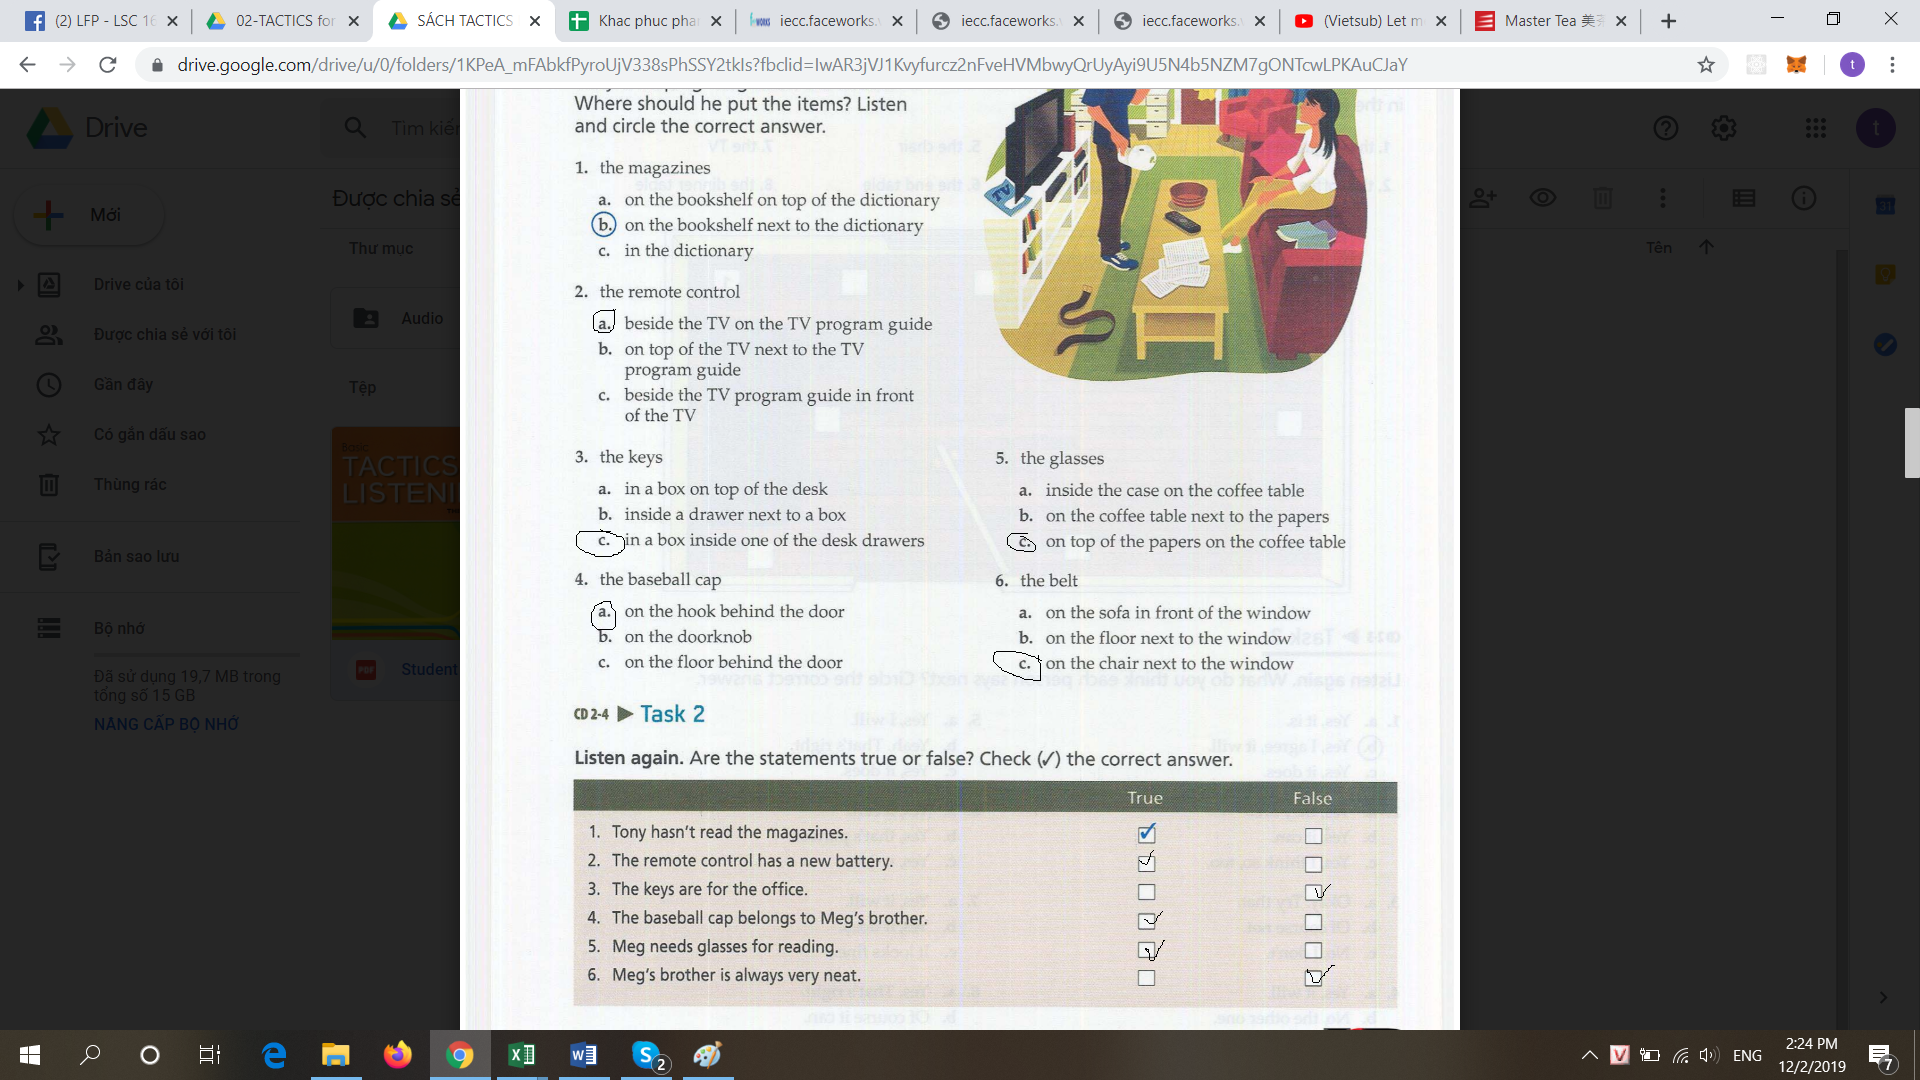 (2) LFP - LSC 16
02-TACTICS for
SÁCH TACTICS
Khac phuc pha
iecc.faceworks.
iecc.faceworks.
iecc.faceworks.
(Vietsub) Let m
Master Tea 美
drive.google.com/drive/u/0/folders/1KPeA_mFAbkfPyroUjV338sPhSSY2tkIs?fbclid=IwAR3jVJ1Kvyfurcz2nFveHVMbwyQrUyAyi9U5N4b5NZM7gONTcwLPKAuCJaY
Drive
Tìm kiế
Mới
Được chia sẻ
Thư mục
Tên
Drive của tôi
Được chia sẻ với tôi
Gần đây
Có gắn dấu sao
Thùng rác
Bản sao lưu
Bộ nhớ
Đã sử dụng 19,7 MB trong
tổng số 15 GB
NÂNG CẤP BỘ NHỚ
Audio
Tệp
Basic
TACTICS
LISTENI
PDF
Student
Where should he put the items? Listen
and circle the correct answer.
1. the magazines
a. on the bookshelf on top of the dictionary
b. on the bookshelf next to the dictionary
c. in the dictionary
2. the remote control
a. beside the TV on the TV program guide
b. on top of the TV next to the TV
program guide
c. beside the TV program guide in front
of the TV
TV
3. the keys
a. in a box on top of the desk
b. inside a drawer next to a box
c. in a box inside one of the desk drawers
4. the baseball cap
a. on the hook behind the door
b. on the doorknob
c. on the floor behind the door
5. the glasses
a. inside the case on the coffee table
b. on the coffee table next to the papers
c. on top of the papers on the coffee table
6. the belt
a. on the sofa in front of the window
b. on the floor next to the window
c. on the chair next to the window
CD 2-4 ▶ Task 2
Listen again. Are the statements true or false? Check (✓) the correct answer.
True False
1. Tony hasn't read the magazines.
2. The remote control has a new battery.
3. The keys are for the office.
4. The baseball cap belongs to Meg's brother.
5. Meg needs glasses for reading.
6. Meg's brother is always very neat.
ENG
2:24 PM
12/2/2019
2
7